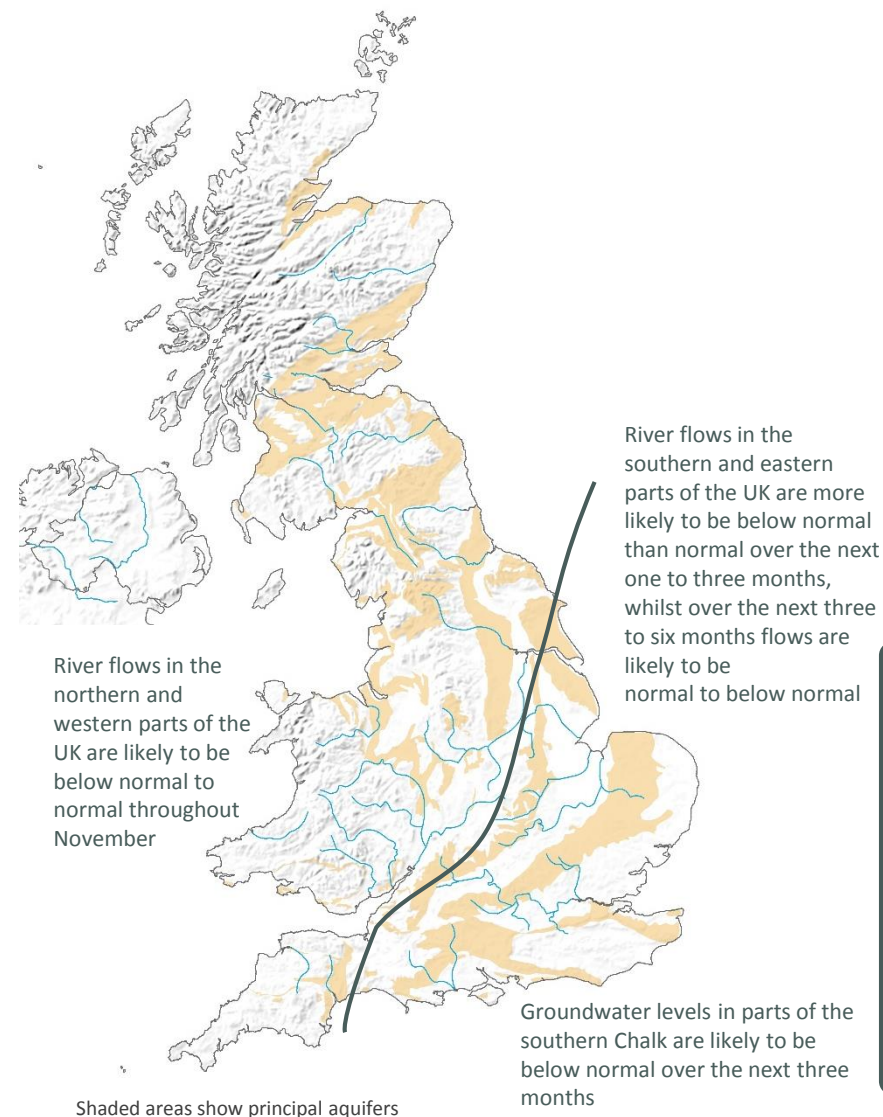 River flows in the
southern and eastern
parts of the UK are more
likely to be below normal
than normal over the next
one to three months,
whilst over the next three
to six months flows are
likely to be
normal to below normal
River flows in the
northern and
western parts of the
UK are likely to be
below normal to
normal throughout
November
Groundwater levels in parts of the
southern Chalk are likely to be
below normal over the next three
months
Shaded areas show principal aquifers